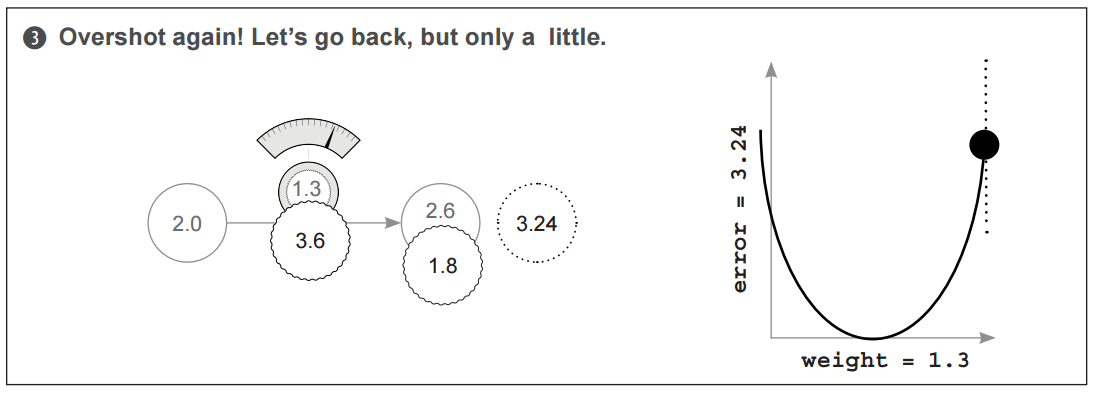 3 Overshot again! Let’s go back, but only a little.
1.3
2.0
2.6
3.24
3.6
1.8
error = 3.24
weight = 1.3